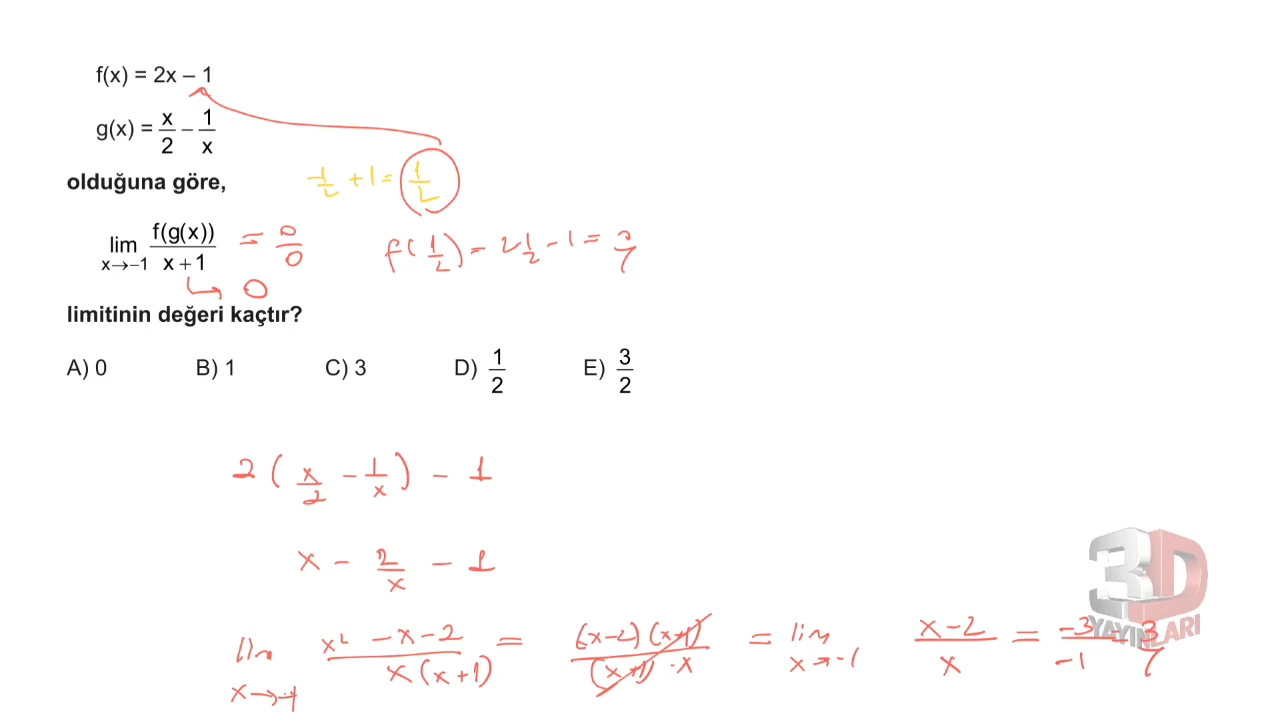 f(x) = 2x – 1
g(x) = x/2 – 1/x
olduğuna göre,
-1/2 + 1 = 1/2
lim x→–1 f(g(x))/(x + 1) = 0/0
↳ 0
f(1/2) = 2 1/2 - 1 =
limitinin değeri kaçtır?
A) 0 B) 1 C) 3 D) 1/2 E) 3/2
2 ( x/2 - 1/x ) - 1
x - 2/x - 1
lim x→-1 (x² - x - 2)/(x (x+1)) = ((x-2) (x+1))/((x+1) · x) = lim x→-1 (x-2)/x = -3/-1 = 3
3D
YAYINLARI